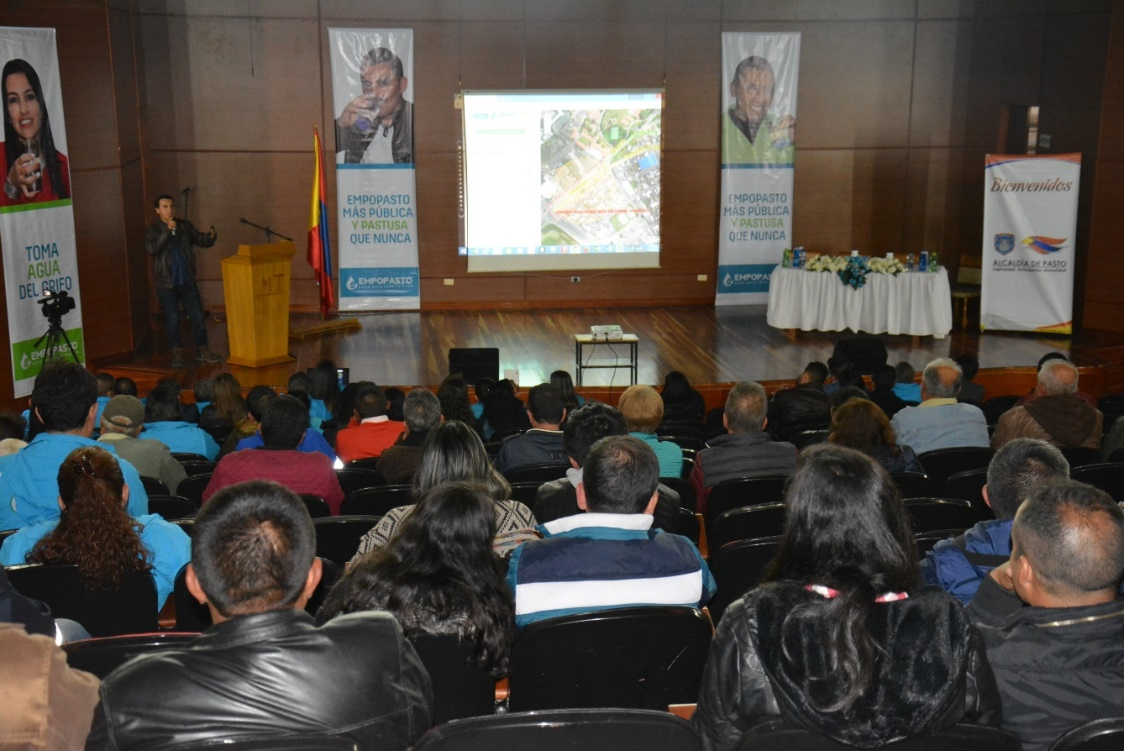 TOMA
AGUA
DEL GRIFO
EMPOPASTO
EMPOPASTO
MÁS PÚBLICA
Y PASTUSA
QUE NUNCA
EMPOPASTO
EMPOPASTO
MÁS PÚBLICA
Y PASTUSA
QUE NUNCA
EMPOPASTO
Bienvenidos
ALCALDÍA DE PASTO